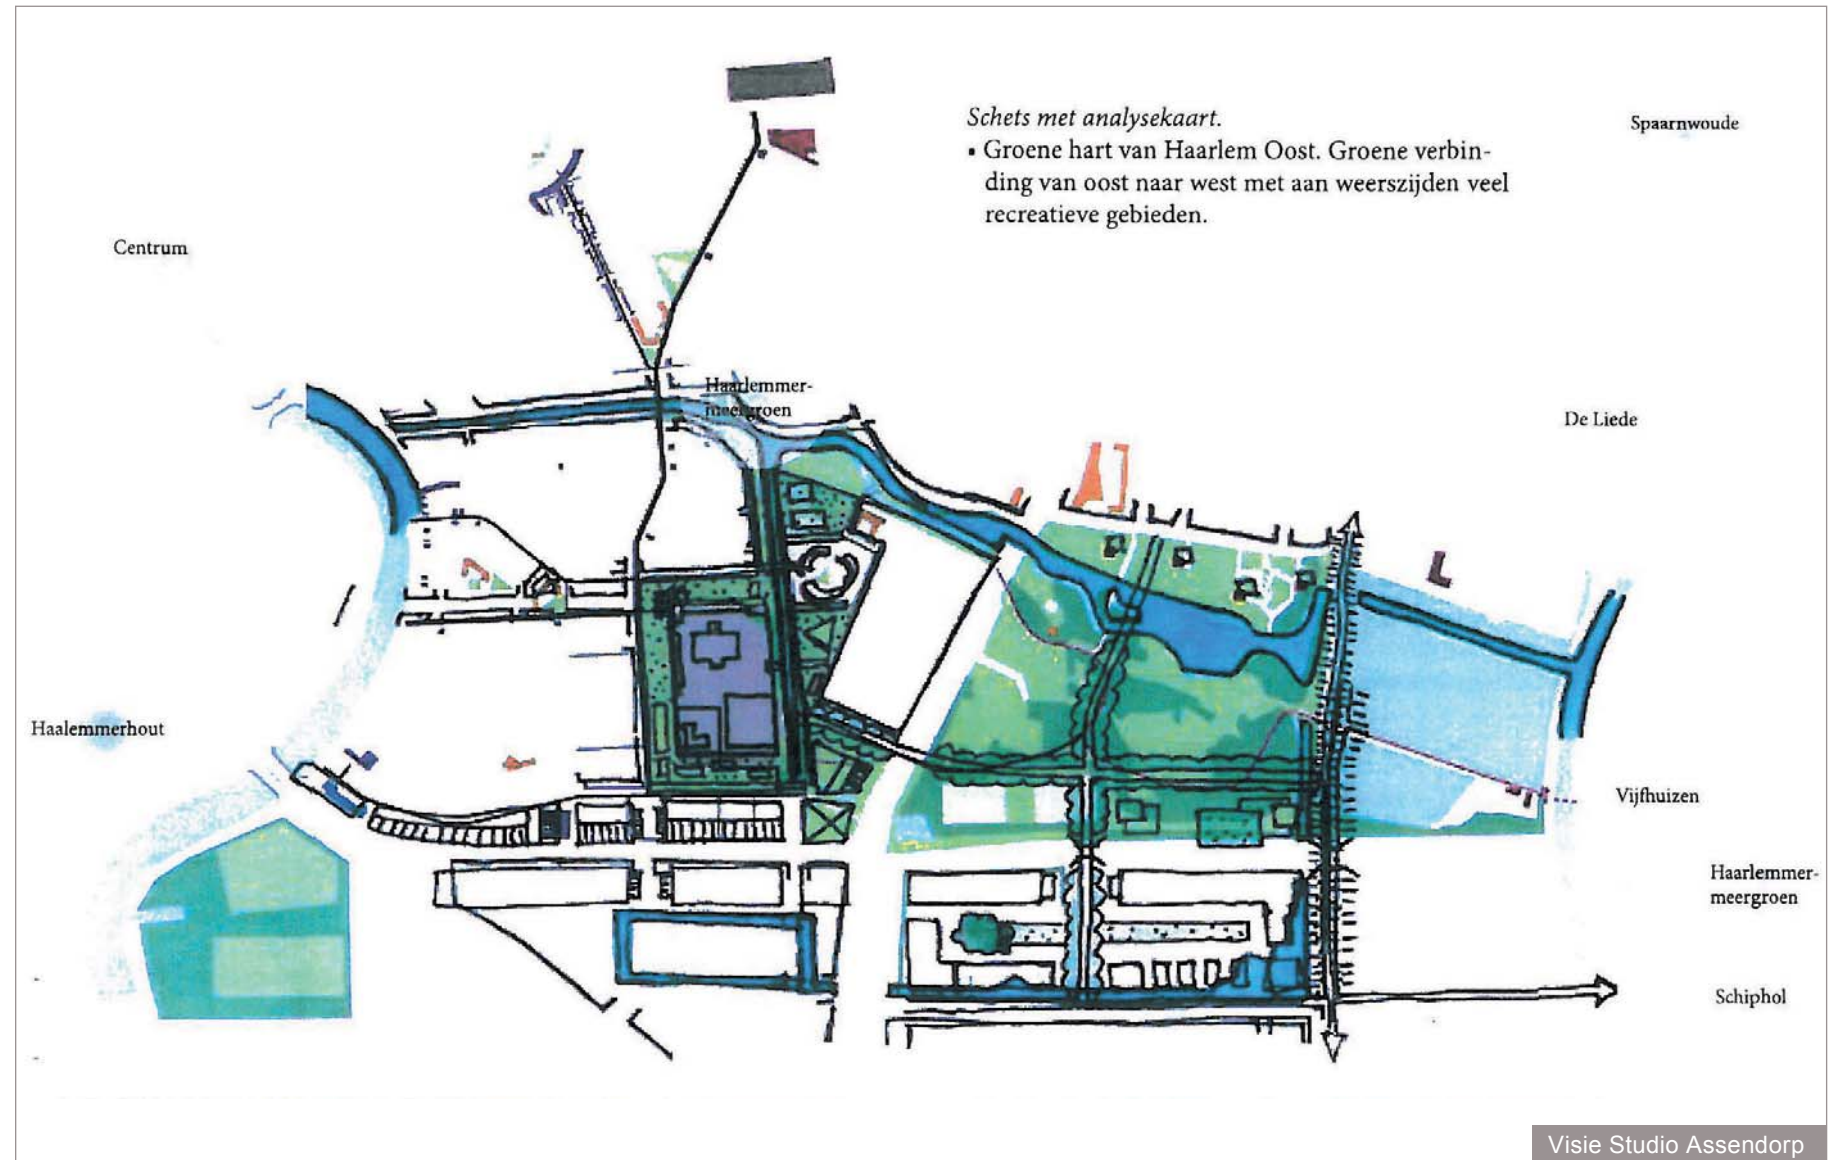 Schets met analysekaart.
▪ Groene hart van Haarlem Oost. Groene verbin-
ding van oost naar west met aan weerszijden veel
recreatieve gebieden.
Spaarnwoude
Centrum
Haarlemmer-
meergroen
De Liede
Haalemmerhout
Vijfhuizen
Haarlemmer-
meergroen
Schiphol
Visie Studio Assendorp